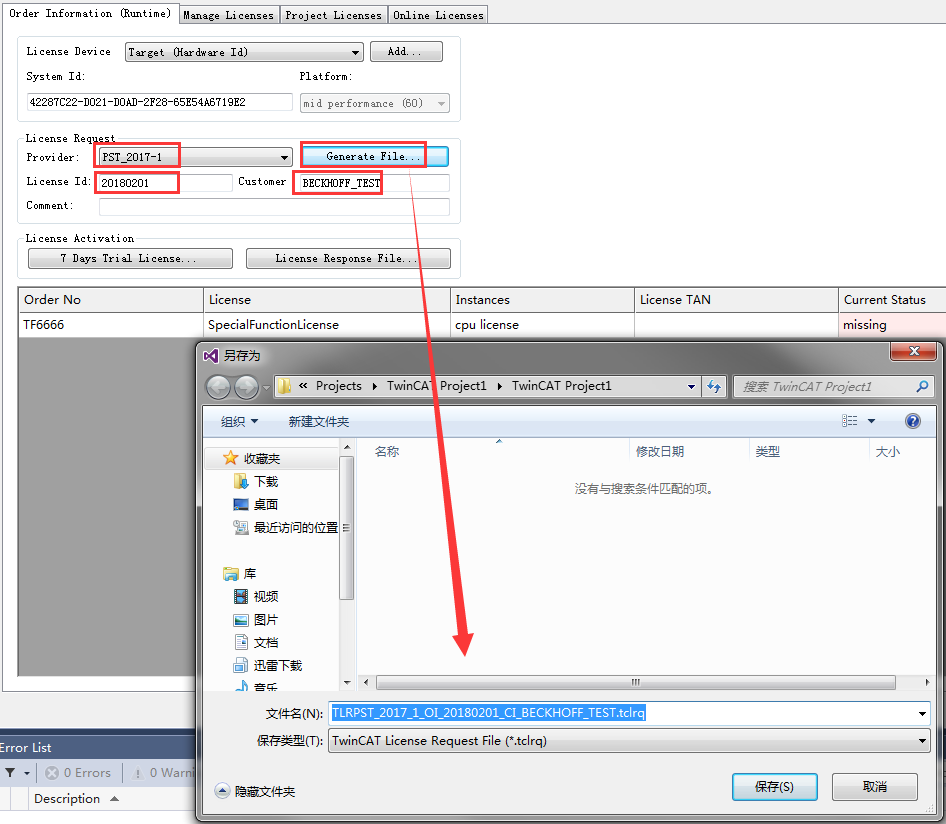 Order Information (Runtime) Manage Licenses Project Licenses Online Licenses
License Device Target (Hardware Id) Add...
System Id: Platform:
42287C22-D021-D0AD-2F28-65E54A6719E2 mid performance (60)
License Request
Provider: PST_2017-1 Generate File...
License Id: 20180201 Customer BECKHOFF_TEST
Comment:
License Activation
7 Days Trial License... License Response File...
Order No License Instances License TAN Current Status
TF6666 SpecialFunctionLicense cpu license missing
另存为
« Projects TwinCAT Project1 TwinCAT Project1 搜索 TwinCAT Project1
组织 新建文件夹
收藏夹 名称 修改日期 类型 大小
下载 没有与搜索条件匹配的项。
桌面
最近访问的位置
库
视频
图片
文档
迅雷下载
音乐
文件名(N): TLRPST_2017_1_OI_20180201_CI_BECKHOFF_TEST.tclrq
保存类型(T): TwinCAT License Request File (*.tclrq)
Error List
0 Errors 0 Warni
Description
隐藏文件夹 保存(S) 取消